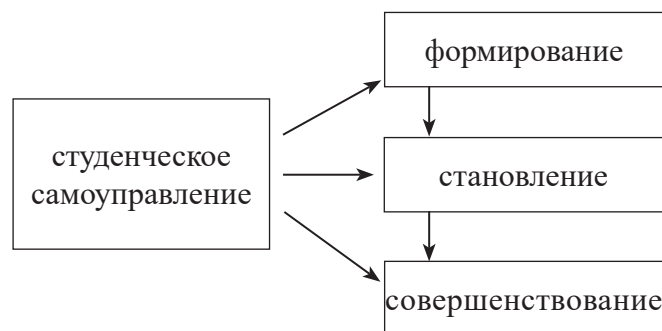 формирование
студенческое
самоуправление
становление
совершенствование